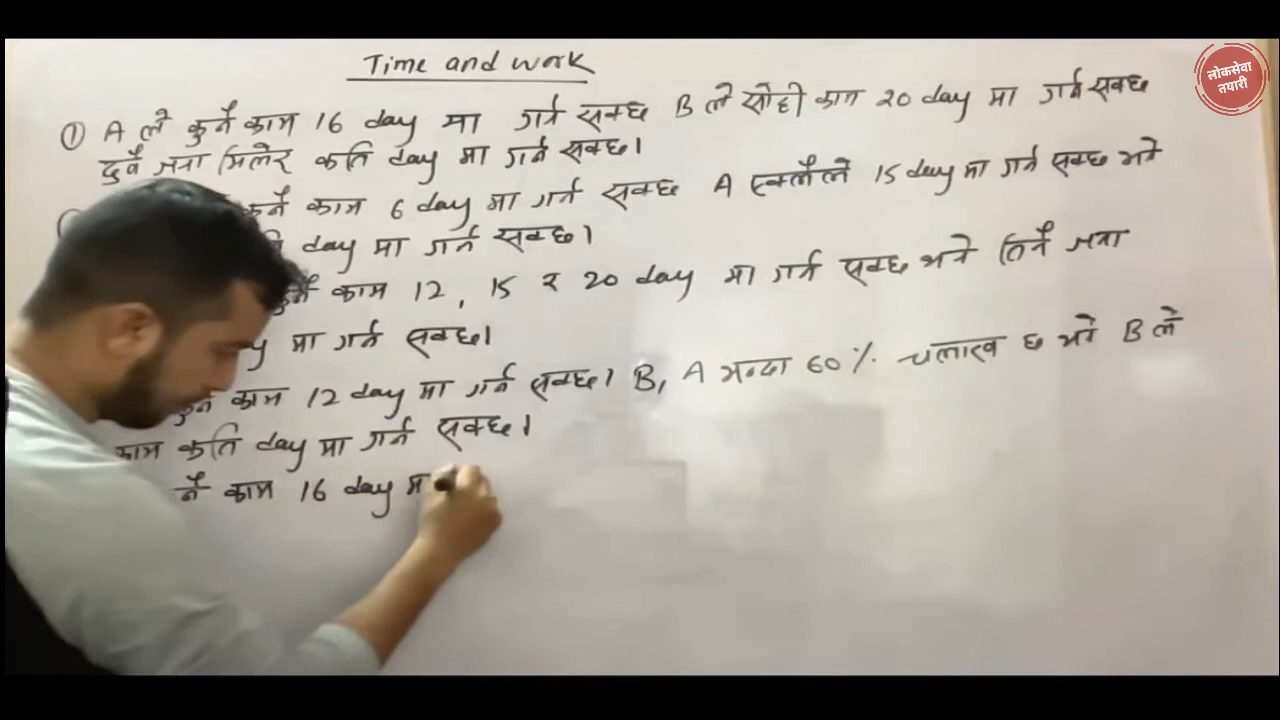 Time and work
लोकसेवा
तयारी
① A ले कुनै काम 16 day मा गर्न सक्छ B ले सोही काम 20 day मा गर्न सक्छ
दुवै जना मिलेर कति day मा गर्न सक्छ।
काम 6 day मा गर्न सक्छ A एक्लैले 15 day मा गर्न सक्छ भने
day मा गर्न सक्छ।
काम 12, 15 र 20 day मा गर्न सक्छ भने तिनै जना
मा गर्न सक्छ।
काम 12 day मा गर्न सक्छ। B, A भन्दा 60% चलाख छ भने B ले
काम कति day मा गर्न सक्छ।
काम 16 day